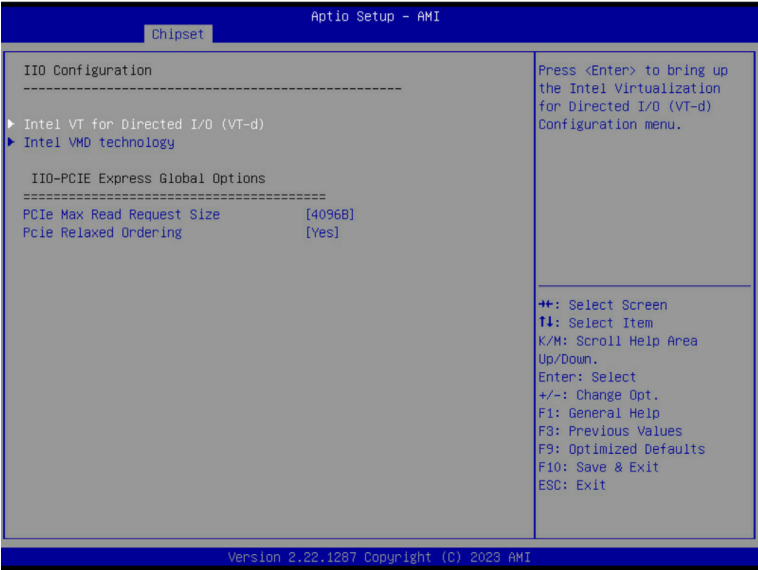 Aptio Setup – AMI
Chipset
IIO Configuration
--------------------------------------------------
Intel VT for Directed I/O (VT-d)
Intel VMD technology
IIO-PCIE Express Global Options
========================================
PCIe Max Read Request Size [4096B]
Pcie Relaxed Ordering [Yes]
Press <Enter> to bring up
the Intel Virtualization
for Directed I/O (VT-d)
Configuration menu.
→←: Select Screen
↑↓: Select Item
K/M: Scroll Help Area
Up/Down.
Enter: Select
+/-: Change Opt.
F1: General Help
F3: Previous Values
F9: Optimized Defaults
F10: Save & Exit
ESC: Exit
Version 2.22.1287 Copyright (C) 2023 AMI